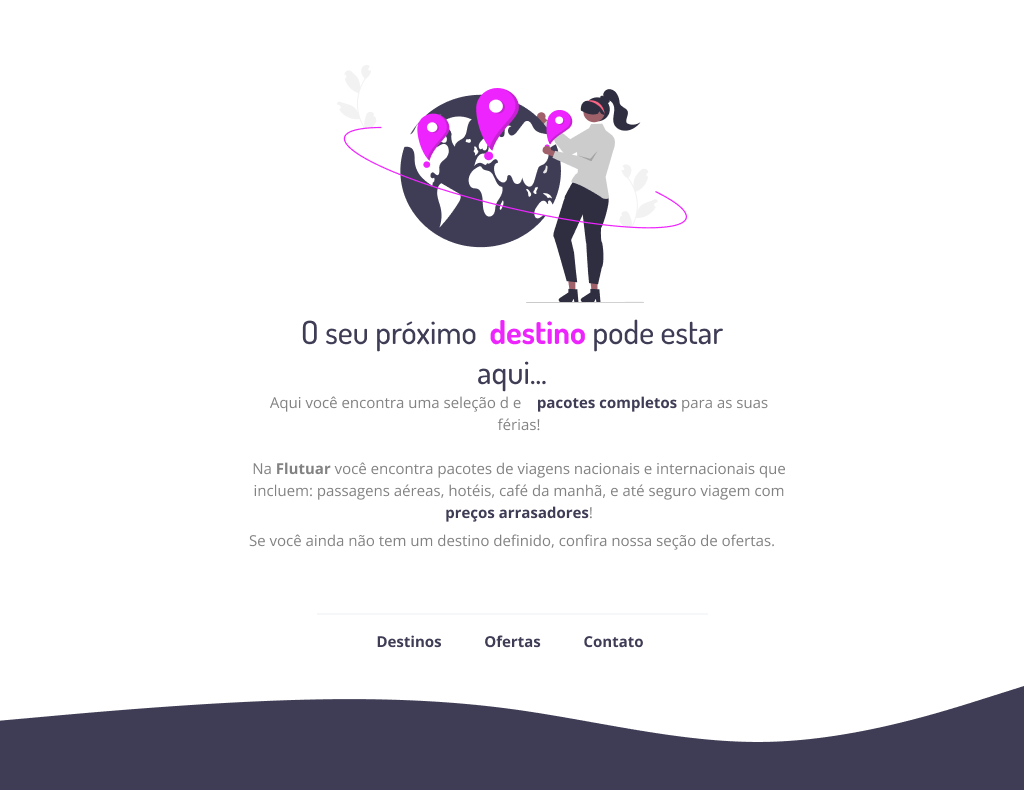 O seu próximo destino pode estar
aqui...
Aqui você encontra uma seleção d e pacotes completos para as suas
férias!
Na Flutuar você encontra pacotes de viagens nacionais e internacionais que
incluem: passagens aéreas, hotéis, café da manhã, e até seguro viagem com
preços arrasadores!
Se você ainda não tem um destino definido, confira nossa seção de ofertas.
Destinos Ofertas Contato